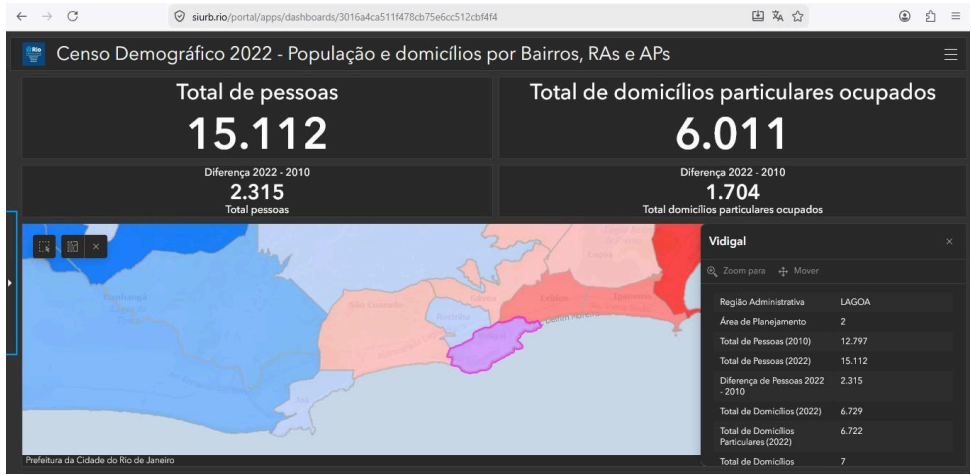 siurb.rio/portal/apps/dashboards/3016a4ca511f478cb75e6cc512cbf4f4
Rio
Censo Demográfico 2022 - População e domicílios por Bairros, RAs e APs
Total de pessoas
15.112
Total de domicílios particulares ocupados
6.011
Diferença 2022 - 2010
2.315
Total pessoas
Diferença 2022 - 2010
1.704
Total domicílios particulares ocupados
São Conrado
Rocinha
Gávea
Leblon
Ipanema
Lagoa
Joá
Vidigal
Zoom para
Mover
Região Administrativa LAGOA
Área de Planejamento 2
Total de Pessoas (2010) 12.797
Total de Pessoas (2022) 15.112
Diferença de Pessoas 2022 2.315
- 2010
Total de Domicílios (2022) 6.729
Total de Domicílios 6.722
Particulares (2022)
Total de Domicílios 7
Prefeitura da Cidade do Rio de Janeiro